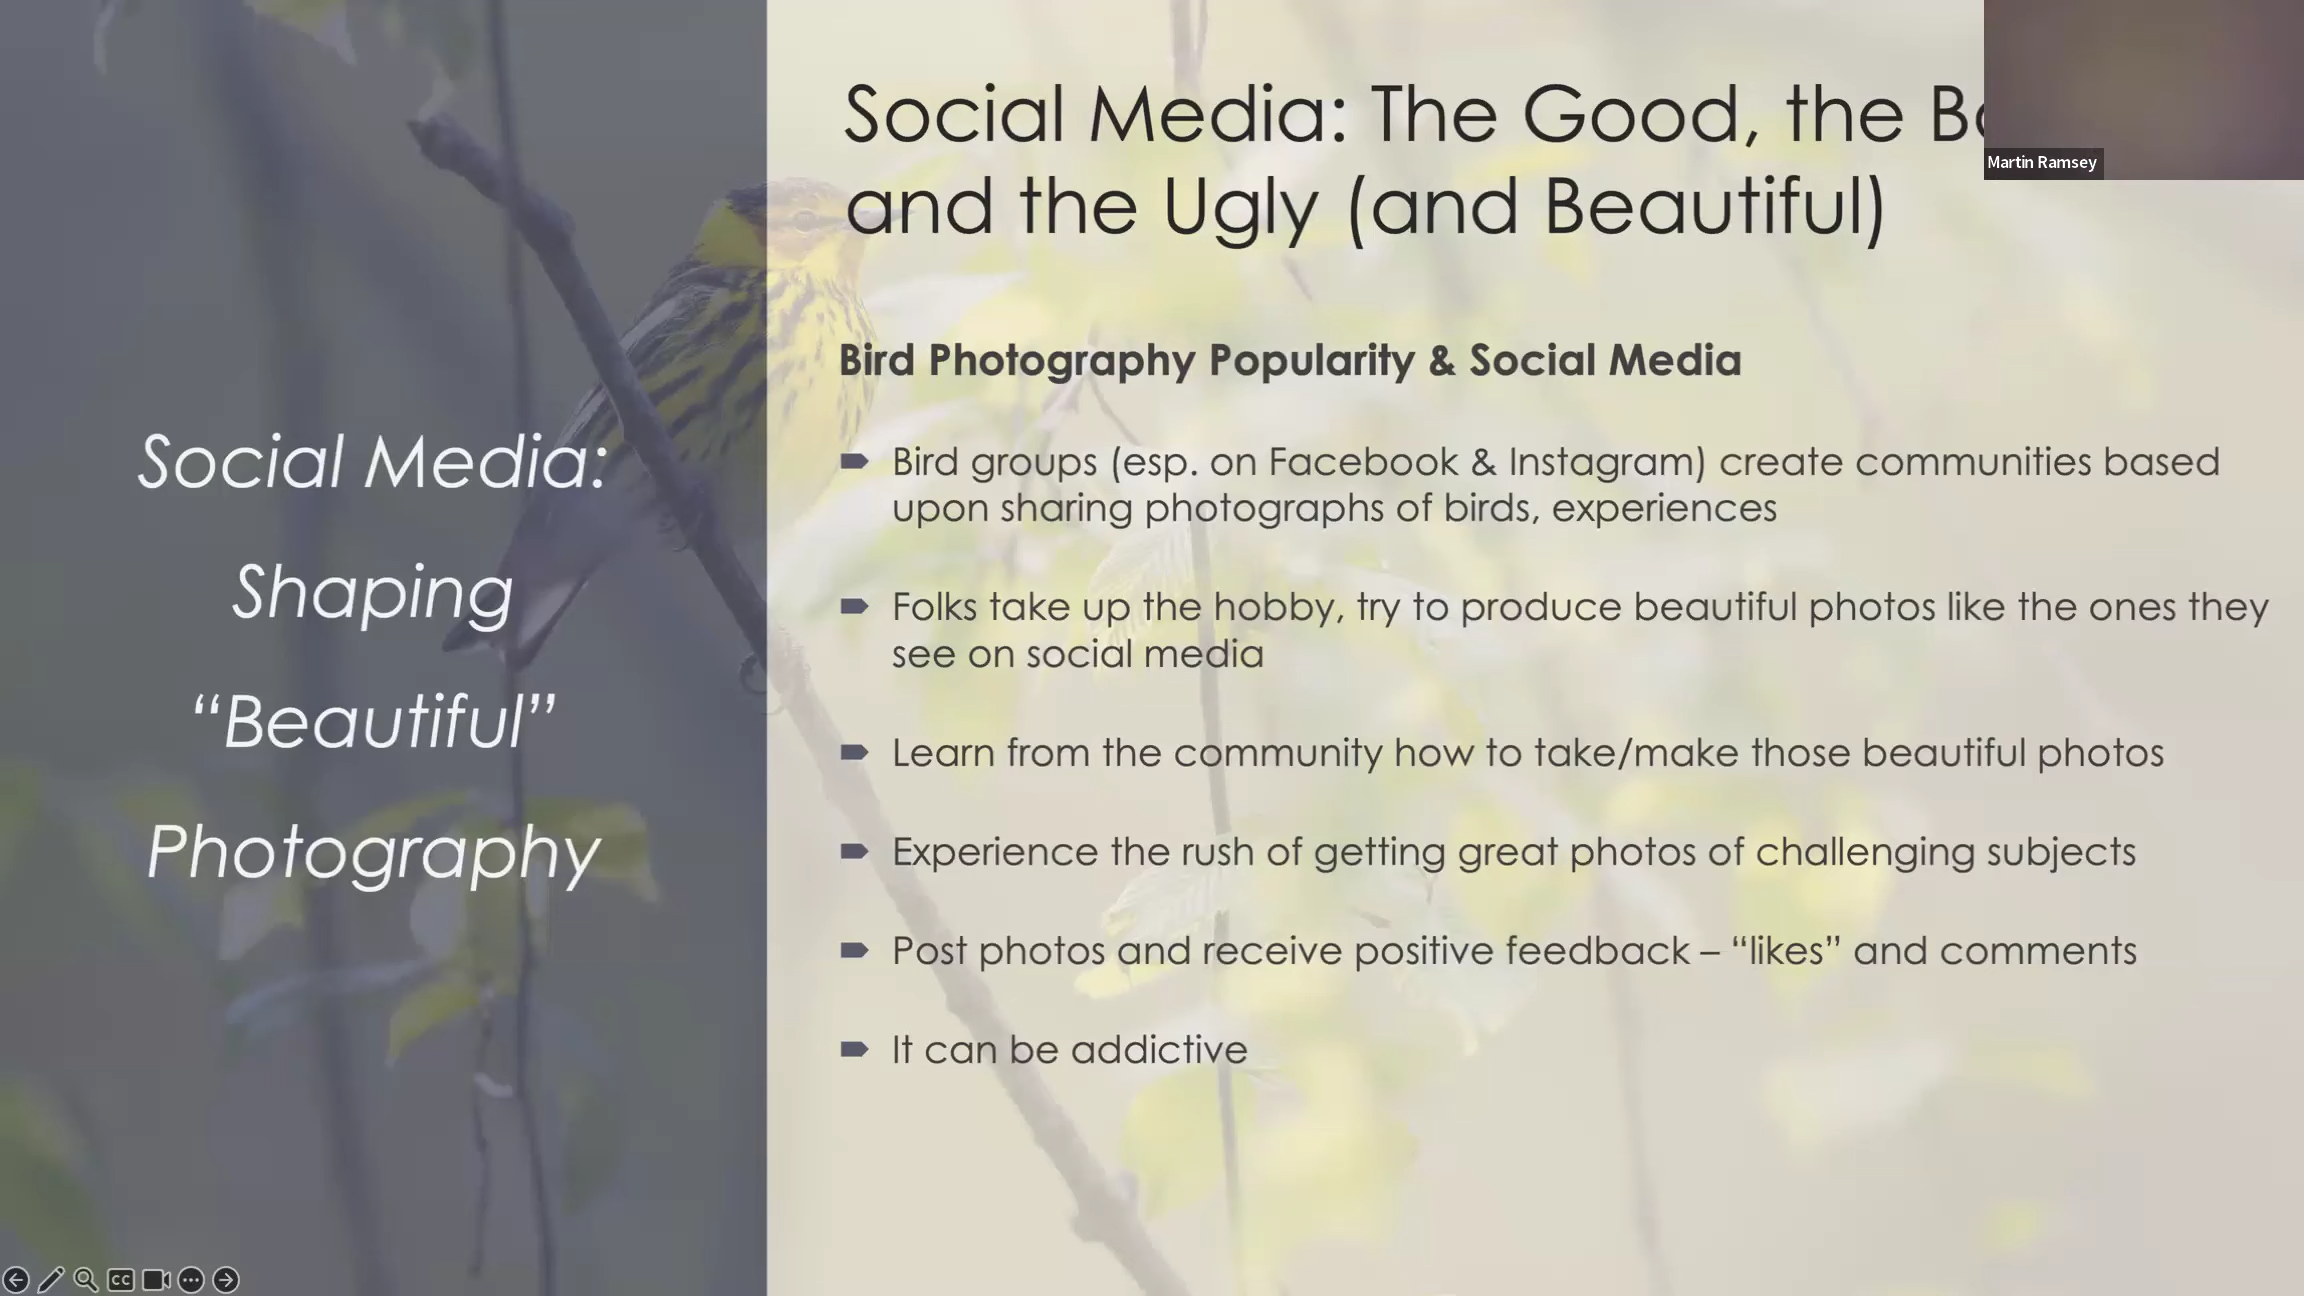 Social Media: The Good, the
and the Ugly (and Beautiful)
Martin Ramsey
Social Media:
Shaping
“Beautiful”
Photography
Bird Photography Popularity & Social Media
Bird groups (esp. on Facebook & Instagram) create communities based
upon sharing photographs of birds, experiences
Folks take up the hobby, try to produce beautiful photos like the ones they
see on social media
Learn from the community how to take/make those beautiful photos
Experience the rush of getting great photos of challenging subjects
Post photos and receive positive feedback – “likes” and comments
It can be addictive
CC